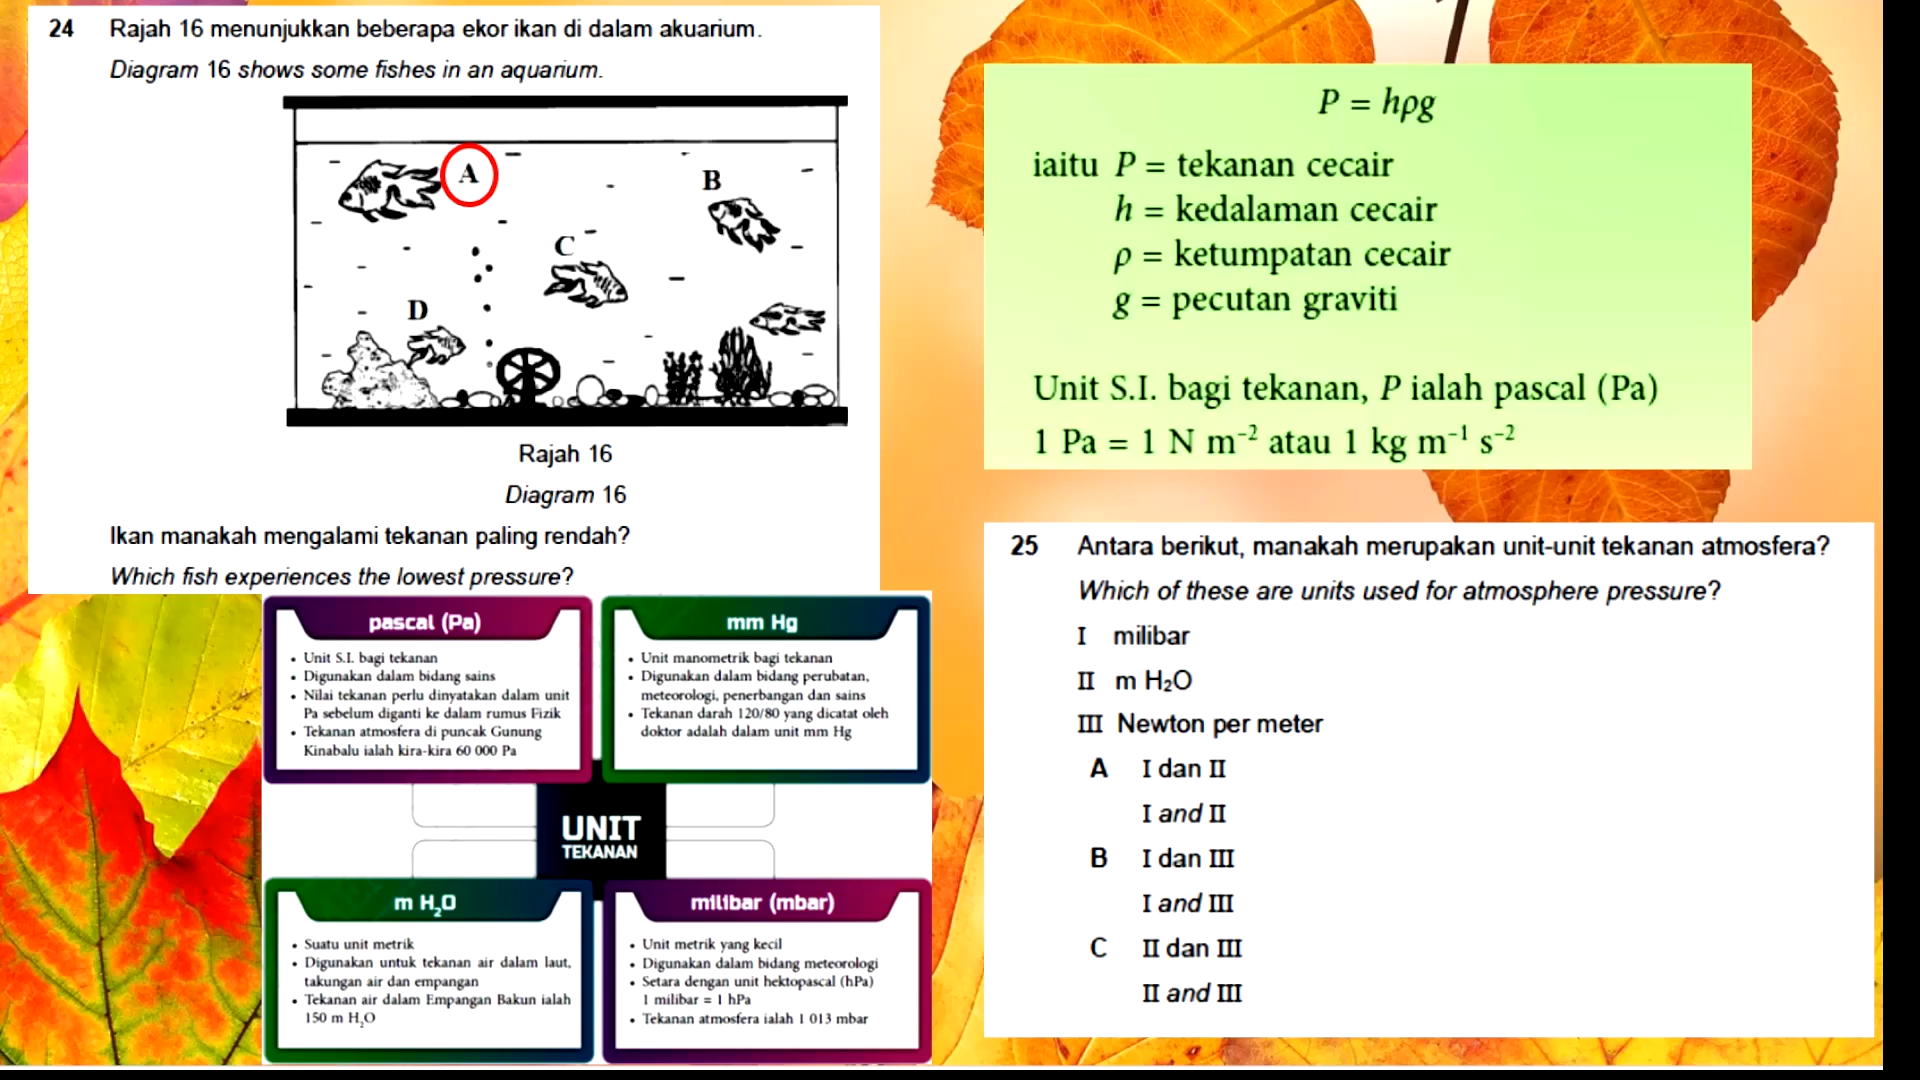 24 Rajah 16 menunjukkan beberapa ekor ikan di dalam akuarium.
Diagram 16 shows some fishes in an aquarium.
A
B
C
D
Rajah 16
Diagram 16
Ikan manakah mengalami tekanan paling rendah?
Which fish experiences the lowest pressure?
P = hρg
iaitu P = tekanan cecair
h = kedalaman cecair
ρ = ketumpatan cecair
g = pecutan graviti
Unit S.I. bagi tekanan, P ialah pascal (Pa)
1 Pa = 1 N m⁻² atau 1 kg m⁻¹ s⁻²
pascal (Pa)
• Unit S.I. bagi tekanan
• Digunakan dalam bidang sains
• Nilai tekanan perlu dinyatakan dalam unit
Pa sebelum diganti ke dalam rumus Fizik
• Tekanan atmosfera di puncak Gunung
Kinabalu ialah kira-kira 60 000 Pa
mm Hg
• Unit manometrik bagi tekanan
• Digunakan dalam bidang perubatan,
meteorologi, penerbangan dan sains
• Tekanan darah 120/80 yang dicatat oleh
doktor adalah dalam unit mm Hg
UNIT
TEKANAN
m H₂O
• Suatu unit metrik
• Digunakan untuk tekanan air dalam laut,
takungan air dan empangan
• Tekanan air dalam Empangan Bakun ialah
150 m H₂O
milibar (mbar)
• Unit metrik yang kecil
• Digunakan dalam bidang meteorologi
• Setara dengan unit hektopascal (hPa)
1 milibar = 1 hPa
• Tekanan atmosfera ialah 1 013 mbar
25 Antara berikut, manakah merupakan unit-unit tekanan atmosfera?
Which of these are units used for atmosphere pressure?
I milibar
II m H₂O
III Newton per meter
A I dan II
I and II
B I dan III
I and III
C II dan III
II and III